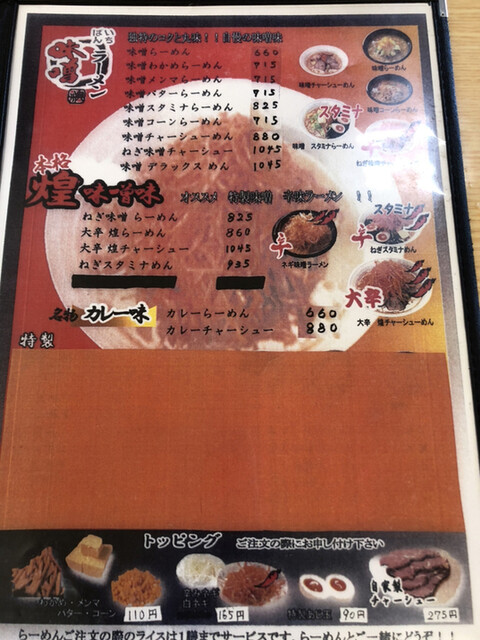 いちばん
味噌ラーメン
独特のコクと丸味!!自慢の味噌味
味噌らーめん 660
味噌わかめらーめん 715
味噌メンマらーめん 715
味噌バターらーめん 715
味噌スタミナらーめん 825
味噌コーンらーめん 715
味噌チャーシューめん 880
ねぎ味噌チャーシュー 1045
味噌デラックスめん 1045
味噌らーめん
味噌チャーシューめん
味噌コーンらーめん
スタミナ
味噌 スタミナらーめん
本格
煌 味噌味 オススメ 特製味噌 辛味ラーメン !!
ねぎ味噌らーめん 825
大辛 煌らーめん 860
大辛 煌チャーシュー 1045
ねぎスタミナめん 935
辛
ネギ味噌ラーメン
スタミナ
ねぎスタミナめん
大辛
大辛 煌チャーシューめん
名物 カレー味
カレーらーめん 660
カレーチャーシュー 880
特製
トッピング ご注文の際にお申し付け下さい
メンマ
バター・コーン 110円
白ネギ 165円
90円
自家製
チャーシュー 275円
らーめんご注文の際のライスは1膳までサービスです。らーめんとご一緒にどうぞ!!